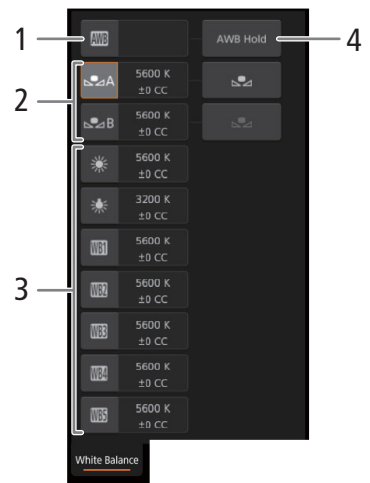 1 AWB AWB Hold 4
2
A 5600 K
±0 CC
B 5600 K
±0 CC
5600 K
±0 CC
3200 K
±0 CC
3
WB1 5600 K
±0 CC
WB2 5600 K
±0 CC
WB3 5600 K
±0 CC
WB4 5600 K
±0 CC
WB5 5600 K
±0 CC
White Balance